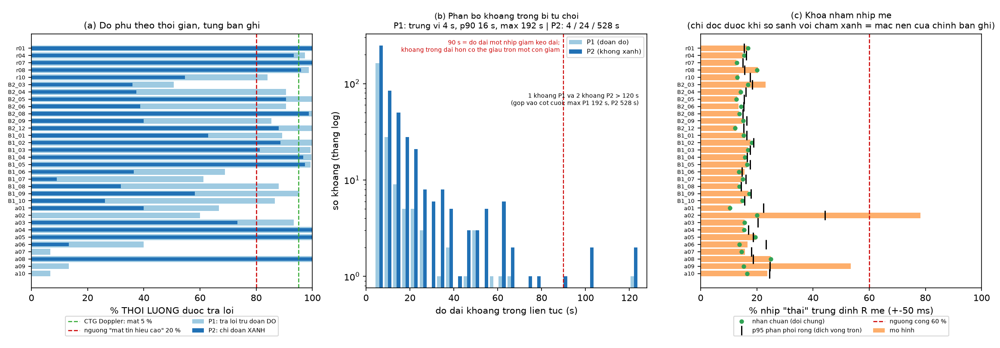 (a) Do phu theo thoi gian, tung ban ghi
r01
r04
r07
r08
r10
B2_03
B2_04
B2_05
B2_06
B2_08
B2_09
B2_12
B1_01
B1_02
B1_03
B1_04
B1_05
B1_06
B1_07
B1_08
B1_09
B1_10
a01
a02
a03
a04
a05
a06
a07
a08
a09
a10
0 20 40 60 80 100
% THOI LUONG duoc tra loi
CTG Doppler: mat 5 %
nguong "mat tin hieu cao" 20 %
P1: tra loi tru doan DO
P2: chi doan XANH
(b) Phan bo khoang trong bi tu choi
P1: trung vi 4 s, p90 16 s, max 192 s | P2: 4 / 24 / 528 s
90 s = do dai mot nhip giam keo dai;
khoang trong dai hon co the giau tron mot con giam
P1 (doan do)
P2 (khong xanh)
1 khoang P1 va 2 khoang P2 > 120 s
(gop vao cot cuoi: max P1 192 s, P2 528 s)
so khoang (thang log)
10²
10¹
10⁰
0 20 40 60 80 100 120
do dai khoang trong lien tuc (s)
(c) Khoa nham nhip me
(chi doc duoc khi so sanh voi cham xanh = mac nen cua chinh ban ghi)
r01
r04
r07
r08
r10
B2_03
B2_04
B2_05
B2_06
B2_08
B2_09
B2_12
B1_01
B1_02
B1_03
B1_04
B1_05
B1_06
B1_07
B1_08
B1_09
B1_10
a01
a02
a03
a04
a05
a06
a07
a08
a09
a10
0 20 40 60 80 100
% nhip "thai" trung dinh R me (+-50 ms)
nhan chuan (doi chung)
p95 phan phoi rong (dich vong tron)
nguong cong 60 %
mo hinh